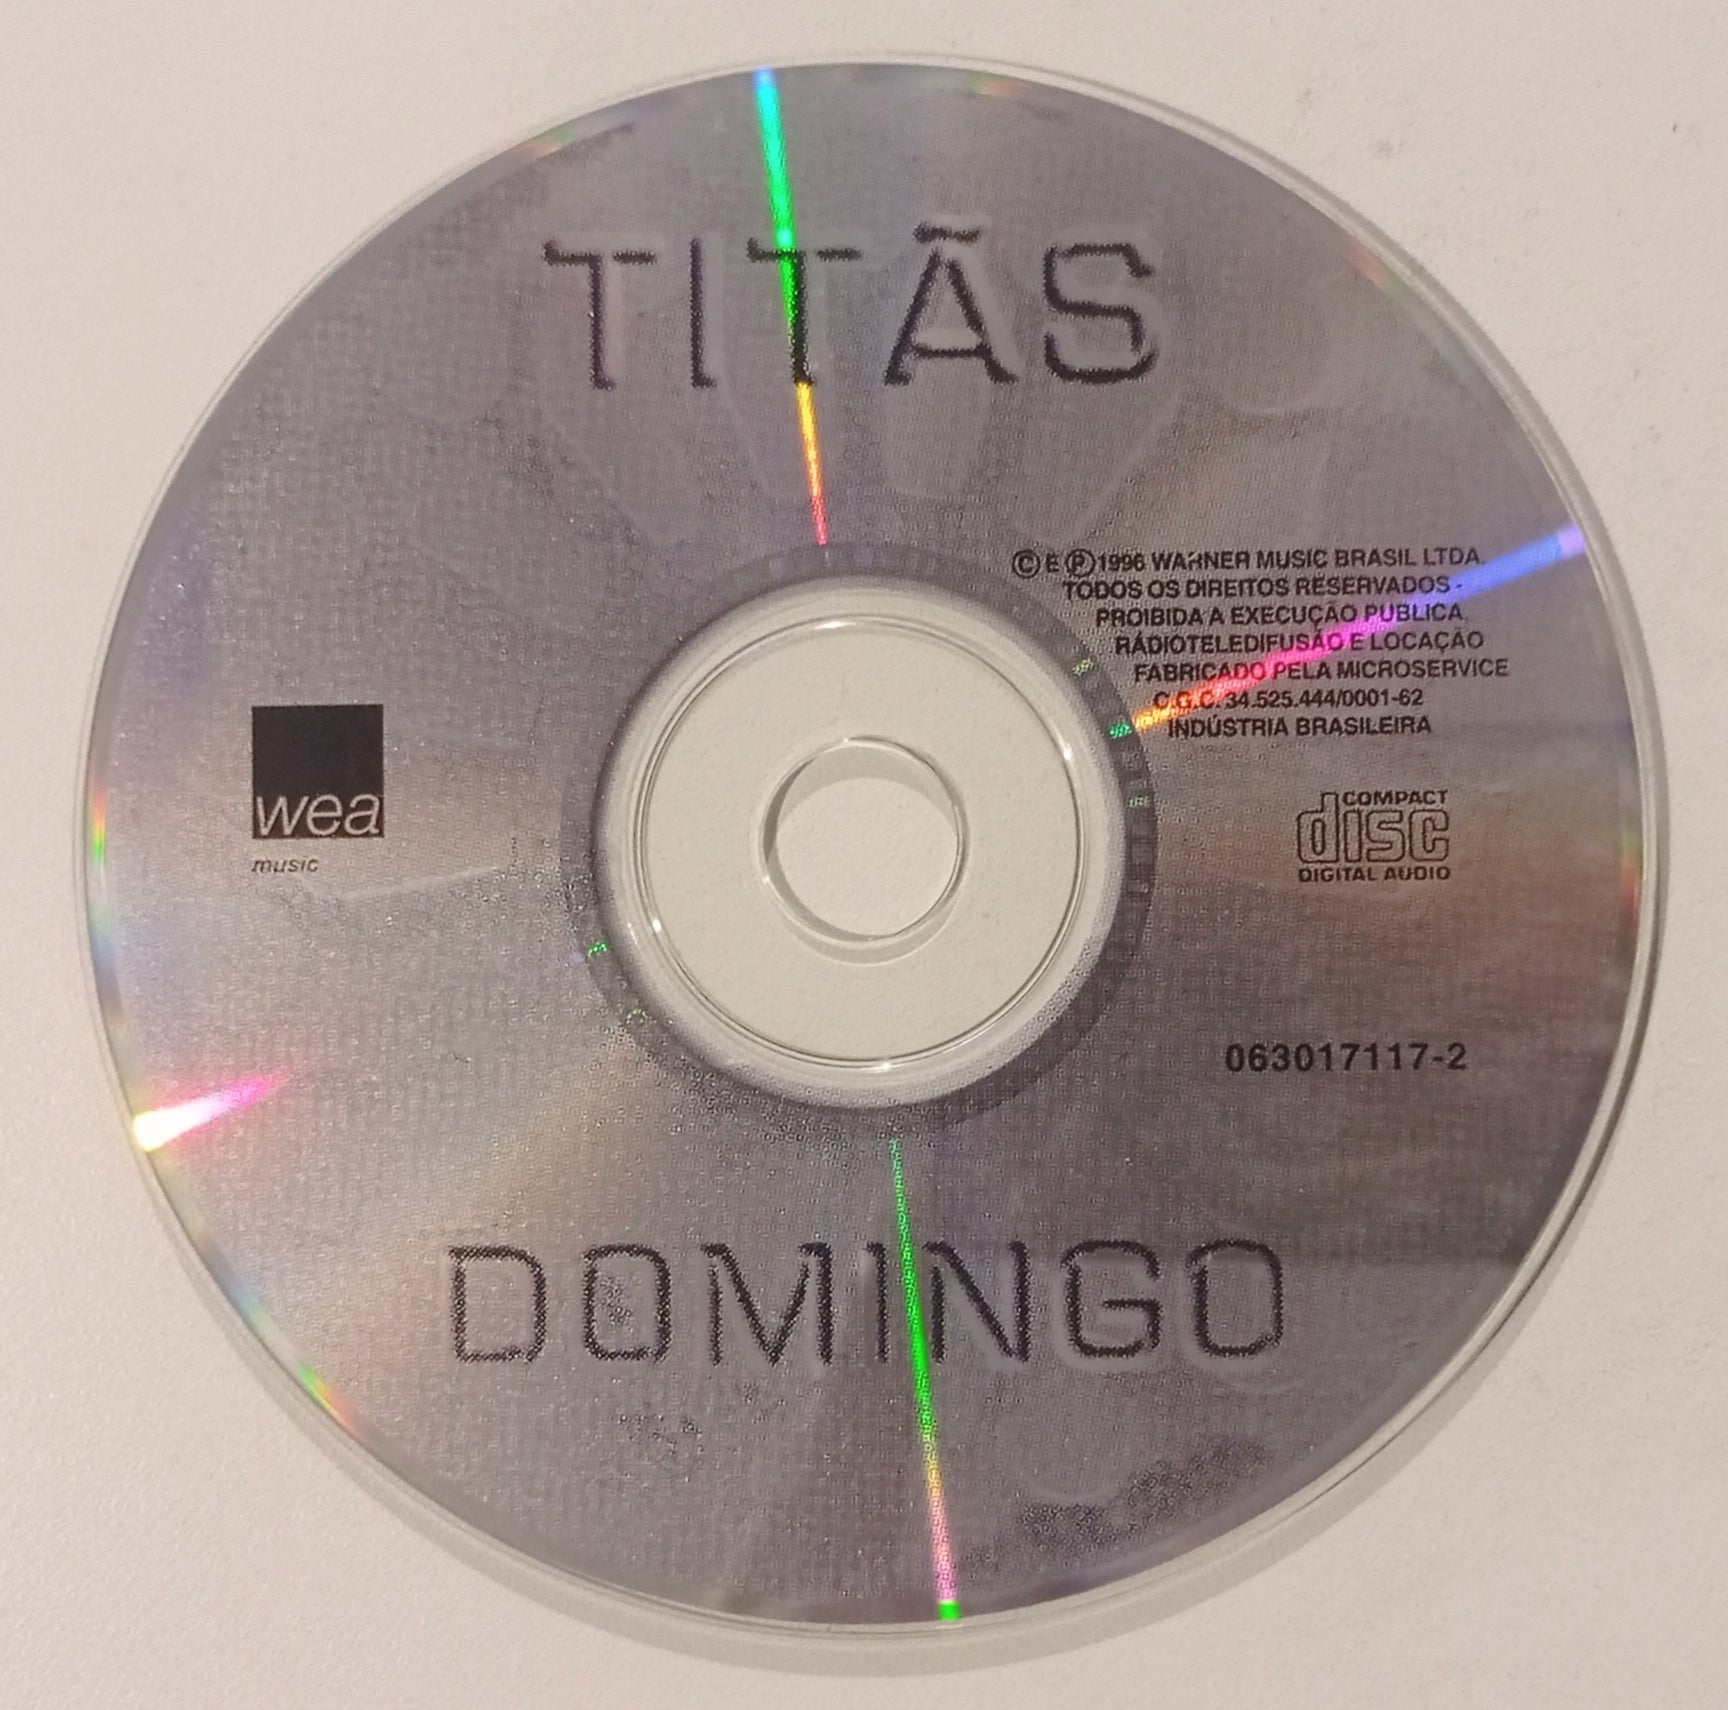 TITÃS
© E ℗ 1996 WARNER MUSIC BRASIL LTDA.
TODOS OS DIREITOS RESERVADOS -
PROIBIDA A EXECUÇÃO PUBLICA
RÁDIOTELEDIFUSÃO E LOCAÇÃO
FABRICADO PELA MICROSERVICE
C.G.C. 34.525.444/0001-62
INDÚSTRIA BRASILEIRA
wea
music
COMPACT
disc
DIGITAL AUDIO
063017117-2
DOMINGO